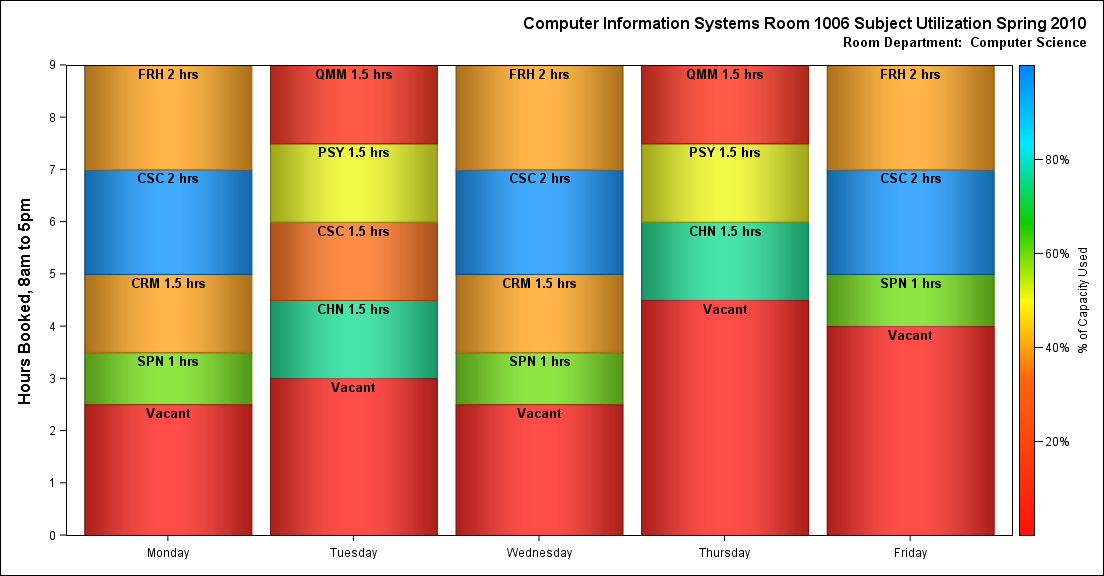 Computer Information Systems Room 1006 Subject Utilization Spring 2010
Room Department: Computer Science
Hours Booked, 8am to 5pm
9
8
7
6
5
4
3
2
1
0
FRH 2 hrs
CSC 2 hrs
CRM 1.5 hrs
SPN 1 hrs
Vacant
Monday
QMM 1.5 hrs
PSY 1.5 hrs
CSC 1.5 hrs
CHN 1.5 hrs
Vacant
Tuesday
FRH 2 hrs
CSC 2 hrs
CRM 1.5 hrs
SPN 1 hrs
Vacant
Wednesday
QMM 1.5 hrs
PSY 1.5 hrs
CHN 1.5 hrs
Vacant
Thursday
FRH 2 hrs
CSC 2 hrs
SPN 1 hrs
Vacant
Friday
80%
60%
40%
20%
% of Capacity Used